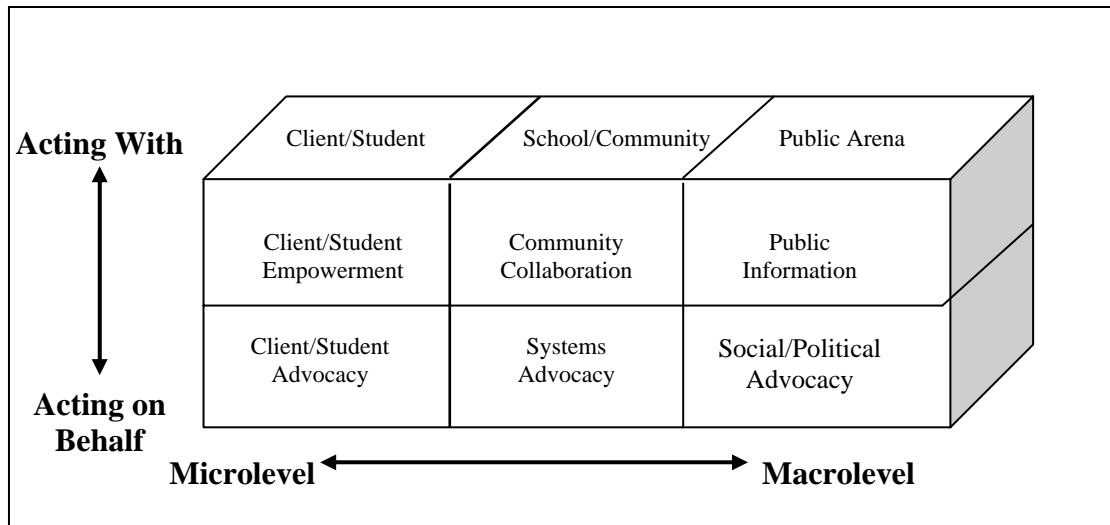 Acting With
Client/Student
School/Community
Public Arena
Client/Student
Empowerment
Community
Collaboration
Public
Information
Client/Student
Advocacy
Systems
Advocacy
Social/Political
Advocacy
Acting on
Behalf
Microlevel
Macrolevel